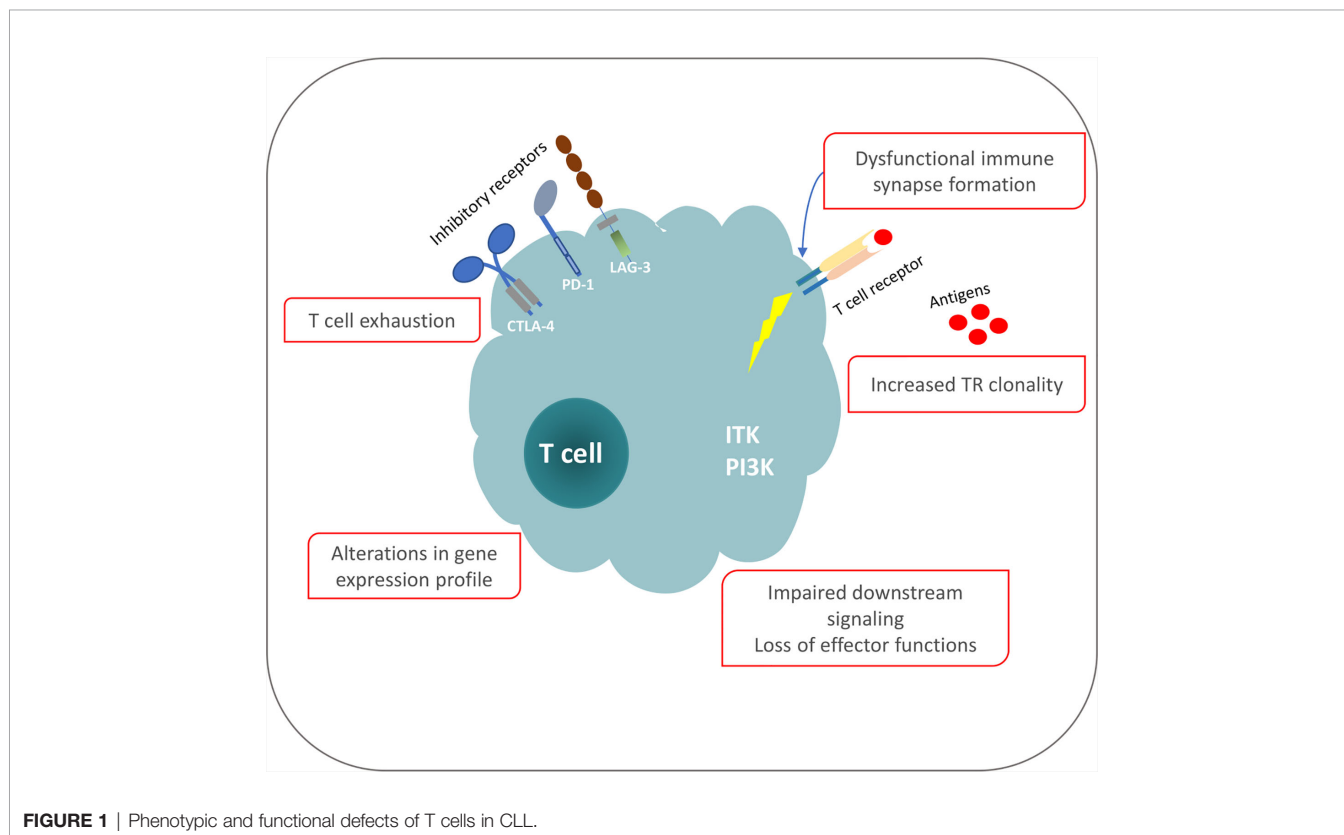 Inhibitory receptors
Dysfunctional immune
synapse formation
LAG-3
PD-1
CTLA-4
T cell exhaustion
T cell receptor
Antigens
Increased TR clonality
T cell
ITK
PI3K
Alterations in gene
expression profile
Impaired downstream
signaling
Loss of effector functions
FIGURE 1 | Phenotypic and functional defects of T cells in CLL.